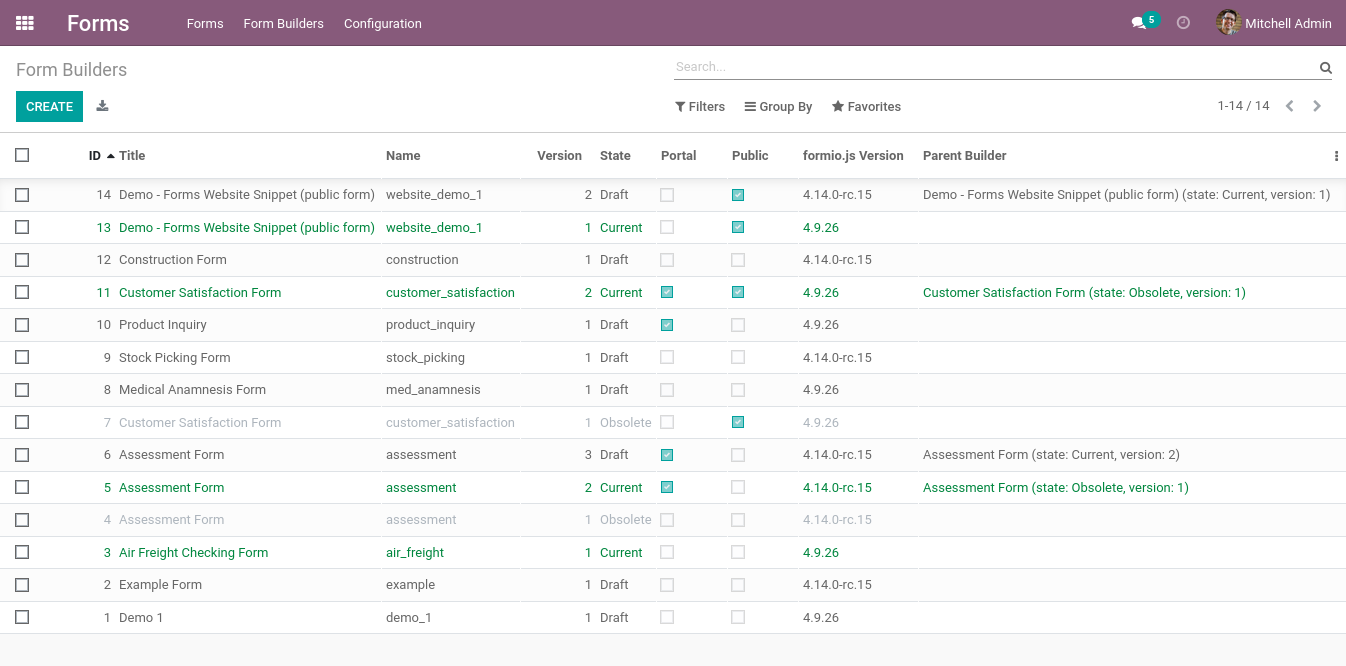 Forms Forms Form Builders Configuration 5 Mitchell Admin
Form Builders Search...
CREATE Filters Group By Favorites 1-14 / 14
ID Title Name Version State Portal Public formio.js Version Parent Builder
14 Demo - Forms Website Snippet (public form) website_demo_1 2 Draft 4.14.0-rc.15 Demo - Forms Website Snippet (public form) (state: Current, version: 1)
13 Demo - Forms Website Snippet (public form) website_demo_1 1 Current 4.9.26
12 Construction Form construction 1 Draft 4.14.0-rc.15
11 Customer Satisfaction Form customer_satisfaction 2 Current 4.9.26 Customer Satisfaction Form (state: Obsolete, version: 1)
10 Product Inquiry product_inquiry 1 Draft 4.9.26
9 Stock Picking Form stock_picking 1 Draft 4.14.0-rc.15
8 Medical Anamnesis Form med_anamnesis 1 Draft 4.9.26
7 Customer Satisfaction Form customer_satisfaction 1 Obsolete 4.9.26
6 Assessment Form assessment 3 Draft 4.14.0-rc.15 Assessment Form (state: Current, version: 2)
5 Assessment Form assessment 2 Current 4.14.0-rc.15 Assessment Form (state: Obsolete, version: 1)
4 Assessment Form assessment 1 Obsolete 4.14.0-rc.15
3 Air Freight Checking Form air_freight 1 Current 4.9.26
2 Example Form example 1 Draft 4.14.0-rc.15
1 Demo 1 demo_1 1 Draft 4.9.26